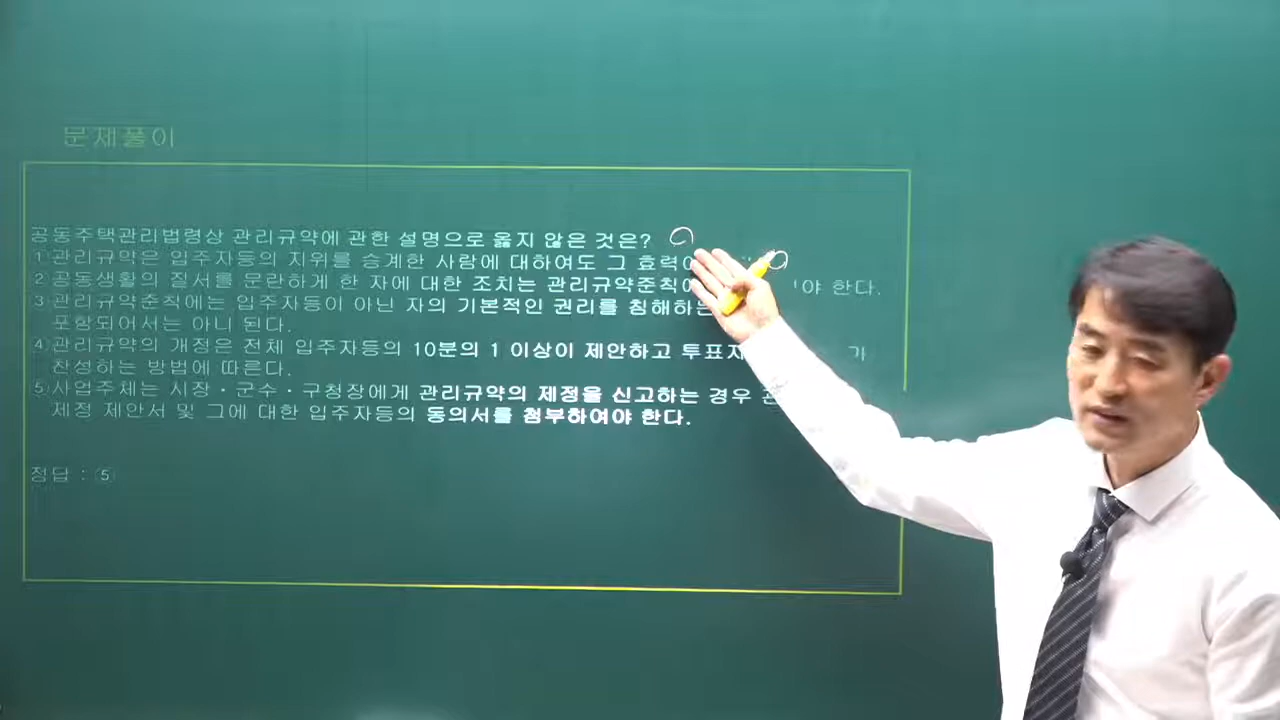 문제풀이
공동주택관리법령상 관리규약에 관한 설명으로 옳지 않은 것은?
① 관리규약은 입주자등의 지위를 승계한 사람에 대하여도 그 효력이
② 공동생활의 질서를 문란하게 한 자에 대한 조치는 관리규약준칙에 야 한다.
③ 관리규약준칙에는 입주자등이 아닌 자의 기본적인 권리를 침해하는
포함되어서는 아니 된다.
④ 관리규약의 개정은 전체 입주자등의 10분의 1 이상이 제안하고 가
찬성하는 방법에 따른다.
⑤ 사업주체는 시장·군수·구청장에게 관리규약의 제정을 신고하는 경우
제정 제안서 및 그에 대한 입주자등의 동의서를 첨부하여야 한다.
정답 : ⑤